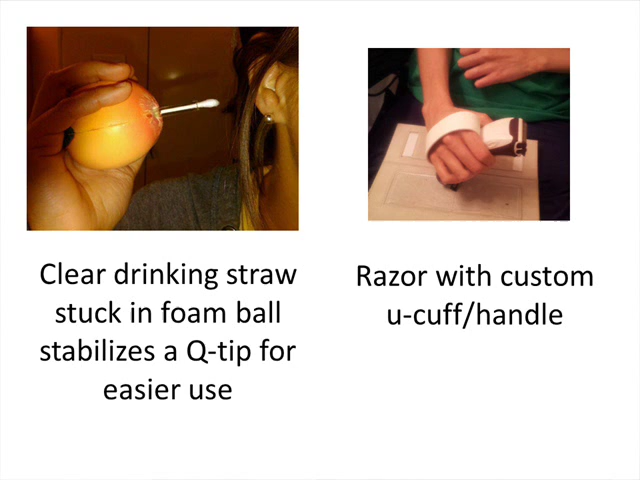 Clear drinking straw
stuck in foam ball
stabilizes a Q-tip for
easier use
Razor with custom
u-cuff/handle